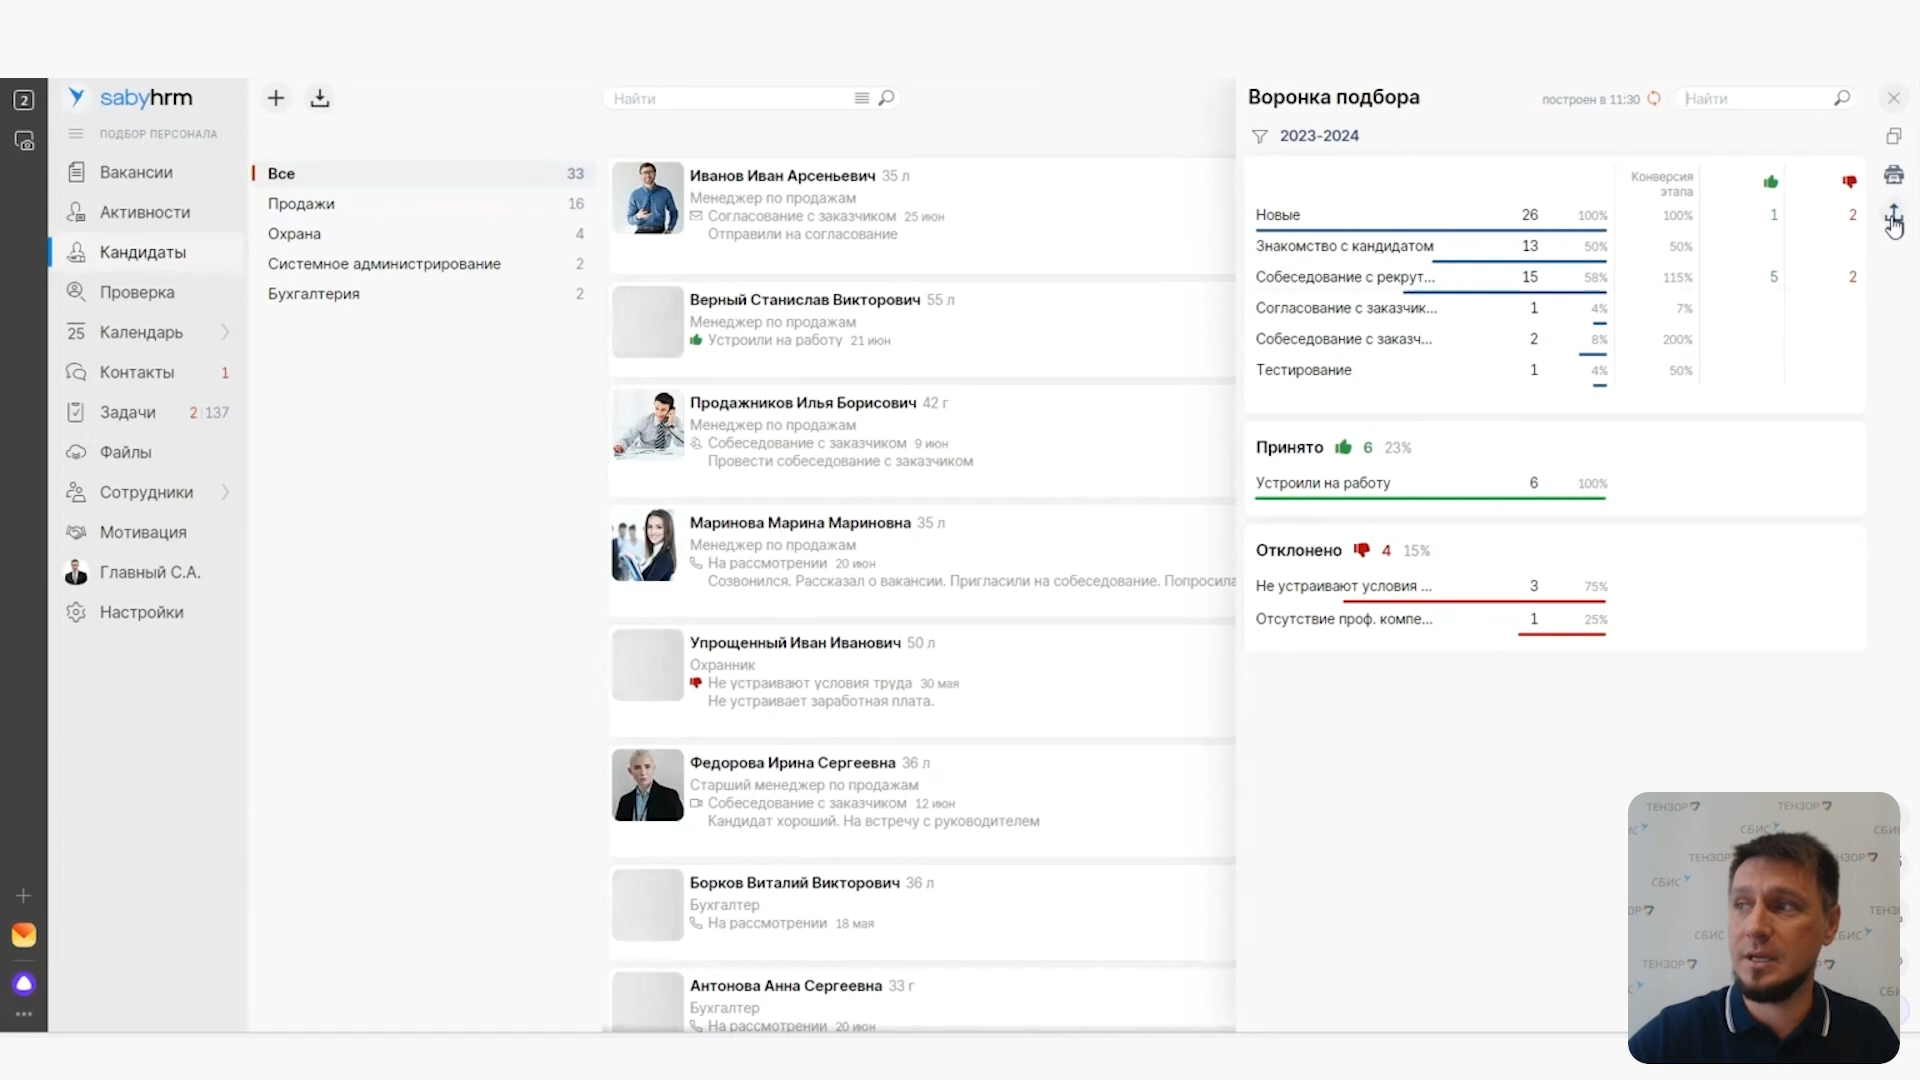 2
sabyhrm
ПОДБОР ПЕРСОНАЛА
Вакансии
Активности
Кандидаты
Проверка
25 Календарь
Контакты 1
Задачи 2 137
Файлы
Сотрудники
Мотивация
Главный С.А.
Настройки
Все 33
Продажи 16
Охрана 4
Системное администрирование 2
Бухгалтерия 2
Найти
Иванов Иван Арсеньевич 35 л
Менеджер по продажам
Согласование с заказчиком 25 июн
Отправили на согласование
Верный Станислав Викторович 55 л
Менеджер по продажам
Устроили на работу 21 июн
Продажников Илья Борисович 42 г
Менеджер по продажам
Собеседование с заказчиком 9 июн
Провести собеседование с заказчиком
Маринова Марина Мариновна 35 л
Менеджер по продажам
На рассмотрении 20 июн
Созвонился. Рассказал о вакансии. Пригласили на собеседование. Попросила
Упрощенный Иван Иванович 50 л
Охранник
Не устраивают условия труда 30 мая
Не устраивает заработная плата.
Федорова Ирина Сергеевна 36 л
Старший менеджер по продажам
Собеседование с заказчиком 12 июн
Кандидат хороший. На встречу с руководителем
Борков Виталий Викторович 36 л
Бухгалтер
На рассмотрении 18 мая
Антонова Анна Сергеевна 33 г
Бухгалтер
На рассмотрении 20 июн
Воронка подбора построен в 11:30 Найти
2023-2024
Конверсия
этапа
Новые 26 100% 100% 1 2
Знакомство с кандидатом 13 50% 50%
Собеседование с рекрут... 15 58% 115% 5 2
Согласование с заказчик... 1 4% 7%
Собеседование с заказч... 2 8% 200%
Тестирование 1 4% 50%
Принято 6 23%
Устроили на работу 6 100%
Отклонено 4 15%
Не устраивают условия ... 3 75%
Отсутствие проф. компе... 1 25%
ТЕНЗОР ТЕНЗОР
СБИС
ТЕНЗОР
СБИС
СБИС
ТЕНЗОР